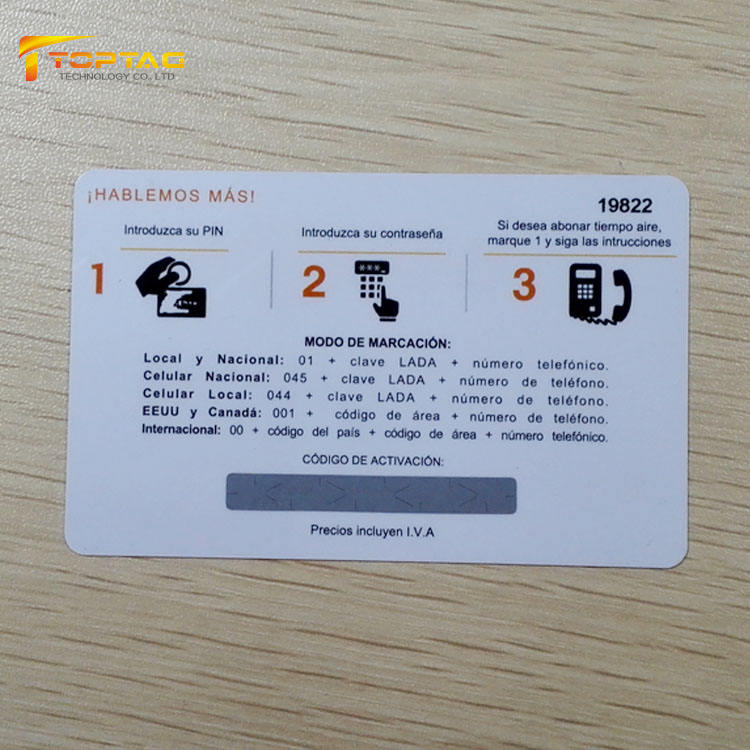 TOPTAG
TECHNOLOGY CO., LTD
¡HABLEMOS MÁS!
19822
Introduzca su PIN
Introduzca su contraseña
Si desea abonar tiempo aire,
marque 1 y siga las intrucciones
1
2
3
***_
MODO DE MARCACIÓN:
Local y Nacional: 01 + clave LADA + número telefónico.
Celular Nacional: 045 + clave LADA + número de teléfono.
Celular Local: 044 + clave LADA + número de teléfono.
EEUU y Canadá: 001 + código de área + número de teléfono.
Internacional: 00 + código del país + código de área + número telefónico.
CÓDIGO DE ACTIVACIÓN:
Precios incluyen I.V.A